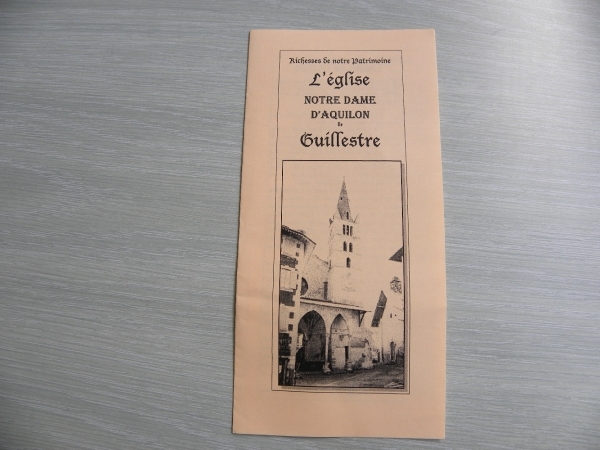 Richesses de notre Patrimoine
L'église
NOTRE DAME
D'AQUILON
de
Guillestre